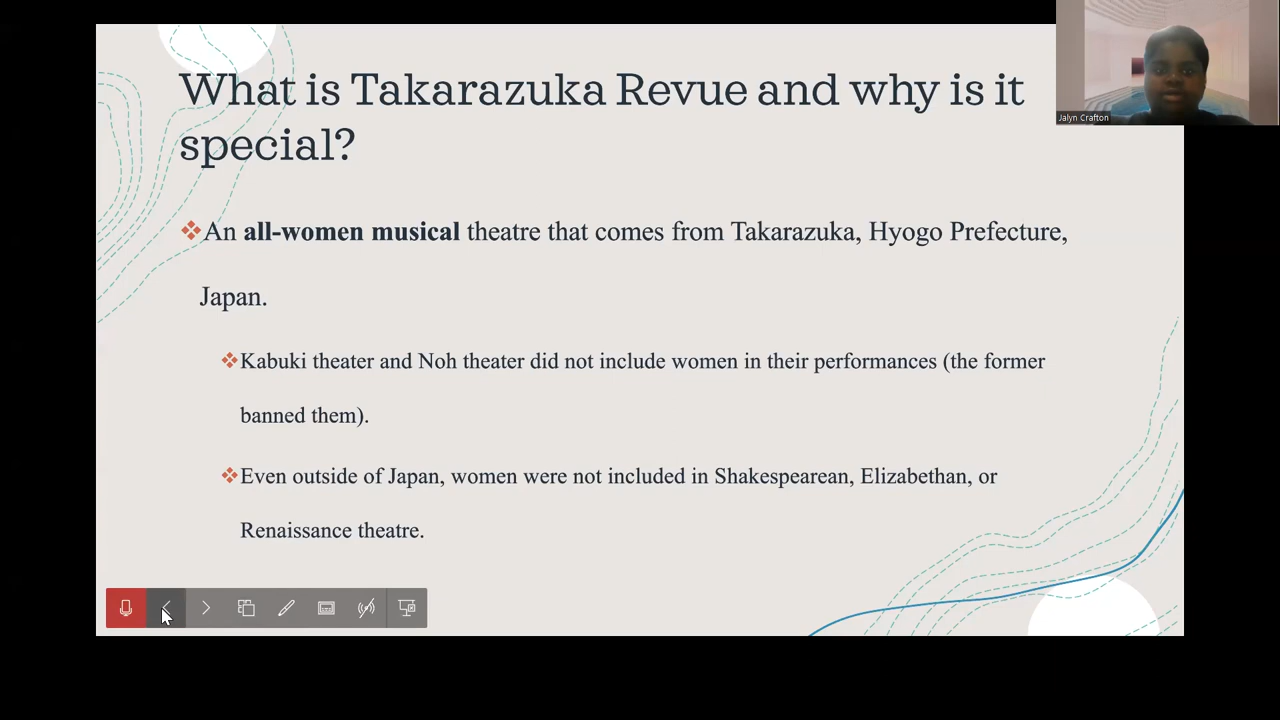 What is Takarazuka Revue and why is it
special?
Jalyn Crafton
An all-women musical theatre that comes from Takarazuka, Hyogo Prefecture,
Japan.
Kabuki theater and Noh theater did not include women in their performances (the former
banned them).
Even outside of Japan, women were not included in Shakespearean, Elizabethan, or
Renaissance theatre.